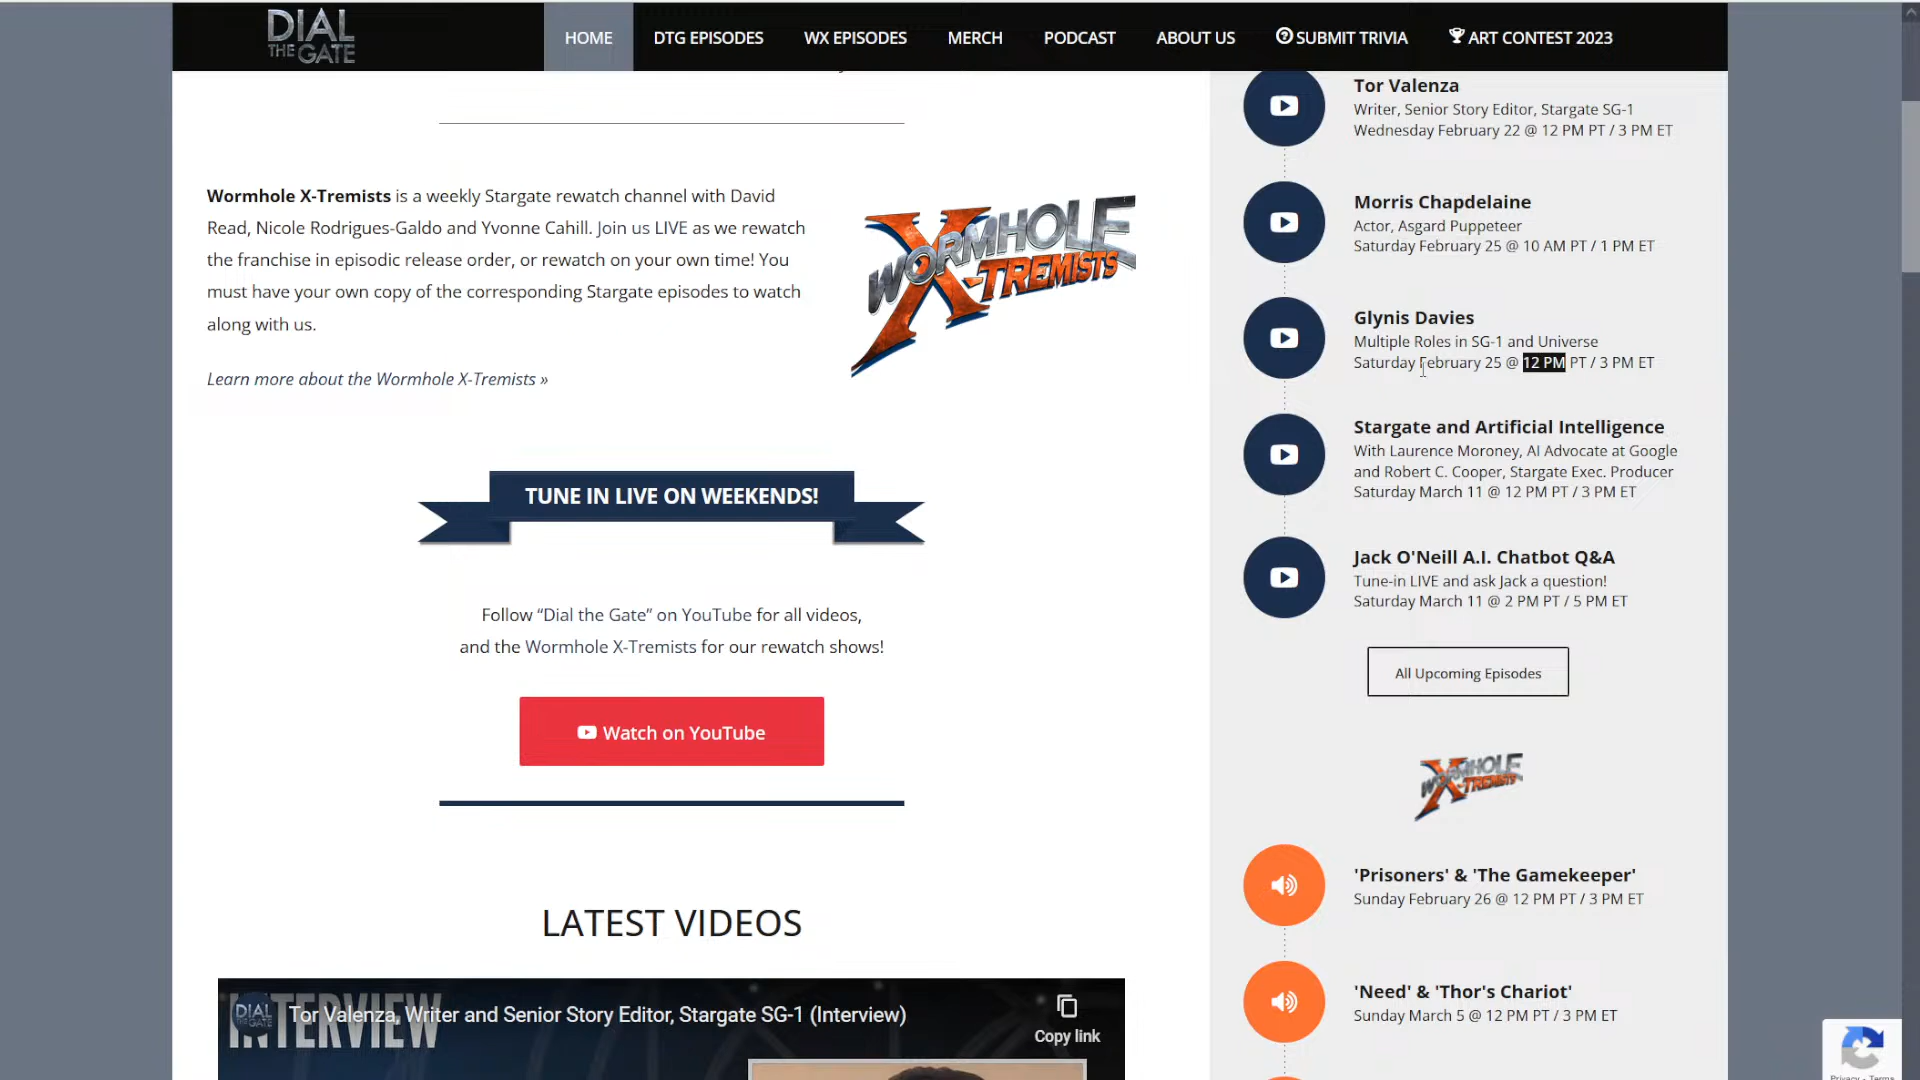 DIAL
THE GATE
HOME
DTG EPISODES
WX EPISODES
MERCH
PODCAST
ABOUT US
SUBMIT TRIVIA
ART CONTEST 2023
Wormhole X-Tremists is a weekly Stargate rewatch channel with David
Read, Nicole Rodrigues-Galdo and Yvonne Cahill. Join us LIVE as we rewatch
the franchise in episodic release order, or rewatch on your own time! You
must have your own copy of the corresponding Stargate episodes to watch
along with us.
Learn more about the Wormhole X-Tremists »
WORMHOLE
X-TREMISTS
TUNE IN LIVE ON WEEKENDS!
Follow “Dial the Gate” on YouTube for all videos,
and the Wormhole X-Tremists for our rewatch shows!
Watch on YouTube
LATEST VIDEOS
DIAL
THE GATE
INTERVIEW
Tor Valenza, Writer and Senior Story Editor, Stargate SG-1 (Interview)
Copy link
Tor Valenza
Writer, Senior Story Editor, Stargate SG-1
Wednesday February 22 @ 12 PM PT / 3 PM ET
Morris Chapdelaine
Actor, Asgard Puppeteer
Saturday February 25 @ 10 AM PT / 1 PM ET
Glynis Davies
Multiple Roles in SG-1 and Universe
Saturday February 25 @ 12 PM PT / 3 PM ET
Stargate and Artificial Intelligence
With Laurence Moroney, AI Advocate at Google
and Robert C. Cooper, Stargate Exec. Producer
Saturday March 11 @ 12 PM PT / 3 PM ET
Jack O'Neill A.I. Chatbot Q&A
Tune-in LIVE and ask Jack a question!
Saturday March 11 @ 2 PM PT / 5 PM ET
All Upcoming Episodes
WORMHOLE
X-TREMISTS
'Prisoners' & 'The Gamekeeper'
Sunday February 26 @ 12 PM PT / 3 PM ET
'Need' & 'Thor's Chariot'
Sunday March 5 @ 12 PM PT / 3 PM ET
Privacy - Terms